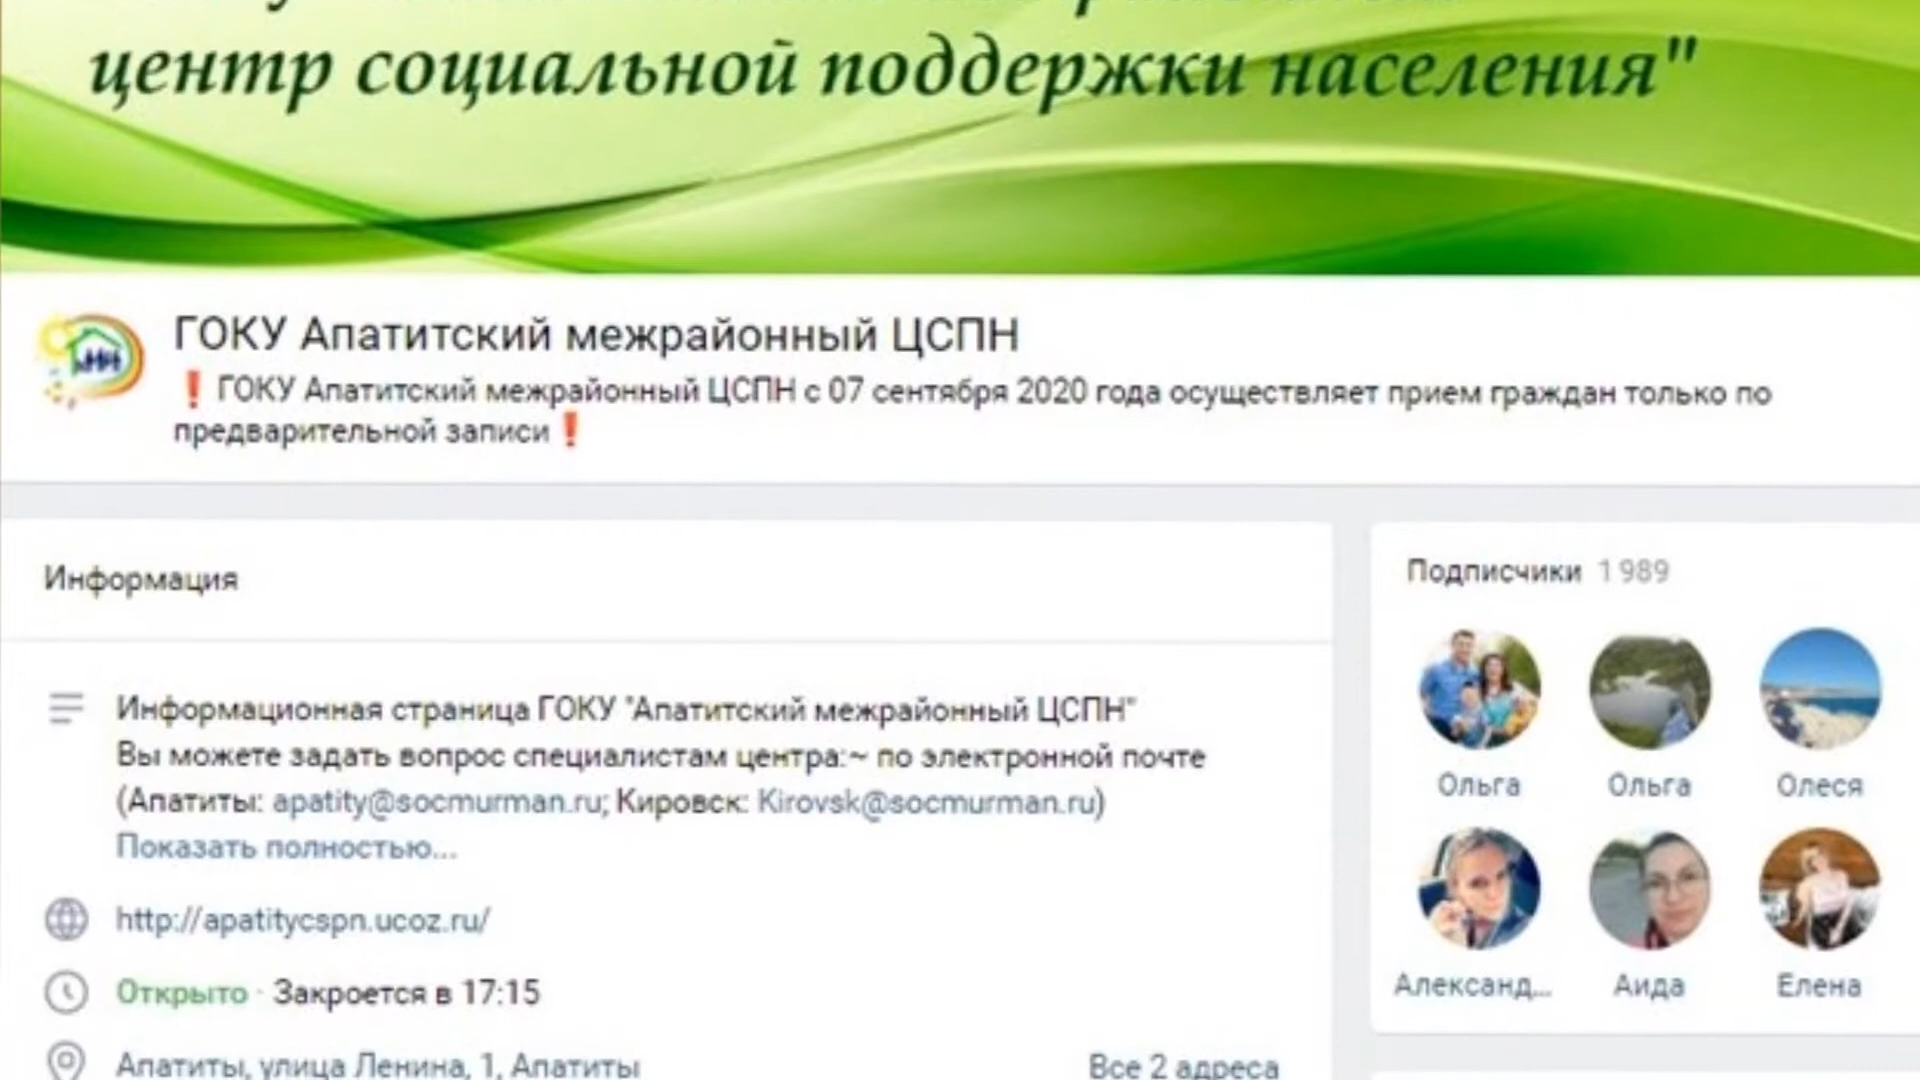 центр социальной поддержки населения"
ГОКУ Апатитский межрайонный ЦСПН
❗ ГОКУ Апатитский межрайонный ЦСПН с 07 сентября 2020 года осуществляет прием граждан только по
предварительной записи❗
Информация
Информационная страница ГОКУ "Апатитский межрайонный ЦСПН"
Вы можете задать вопрос специалистам центра:~ по электронной почте
(Апатиты: apatity@socmurman.ru; Кировск: Kirovsk@socmurman.ru)
Показать полностью...
http://apatitycspn.ucoz.ru/
Открыто · Закроется в 17:15
Апатиты, улица Ленина, 1, Апатиты
Все 2 адреса
Подписчики 1 989
Ольга
Ольга
Олеся
Александ...
Аида
Елена